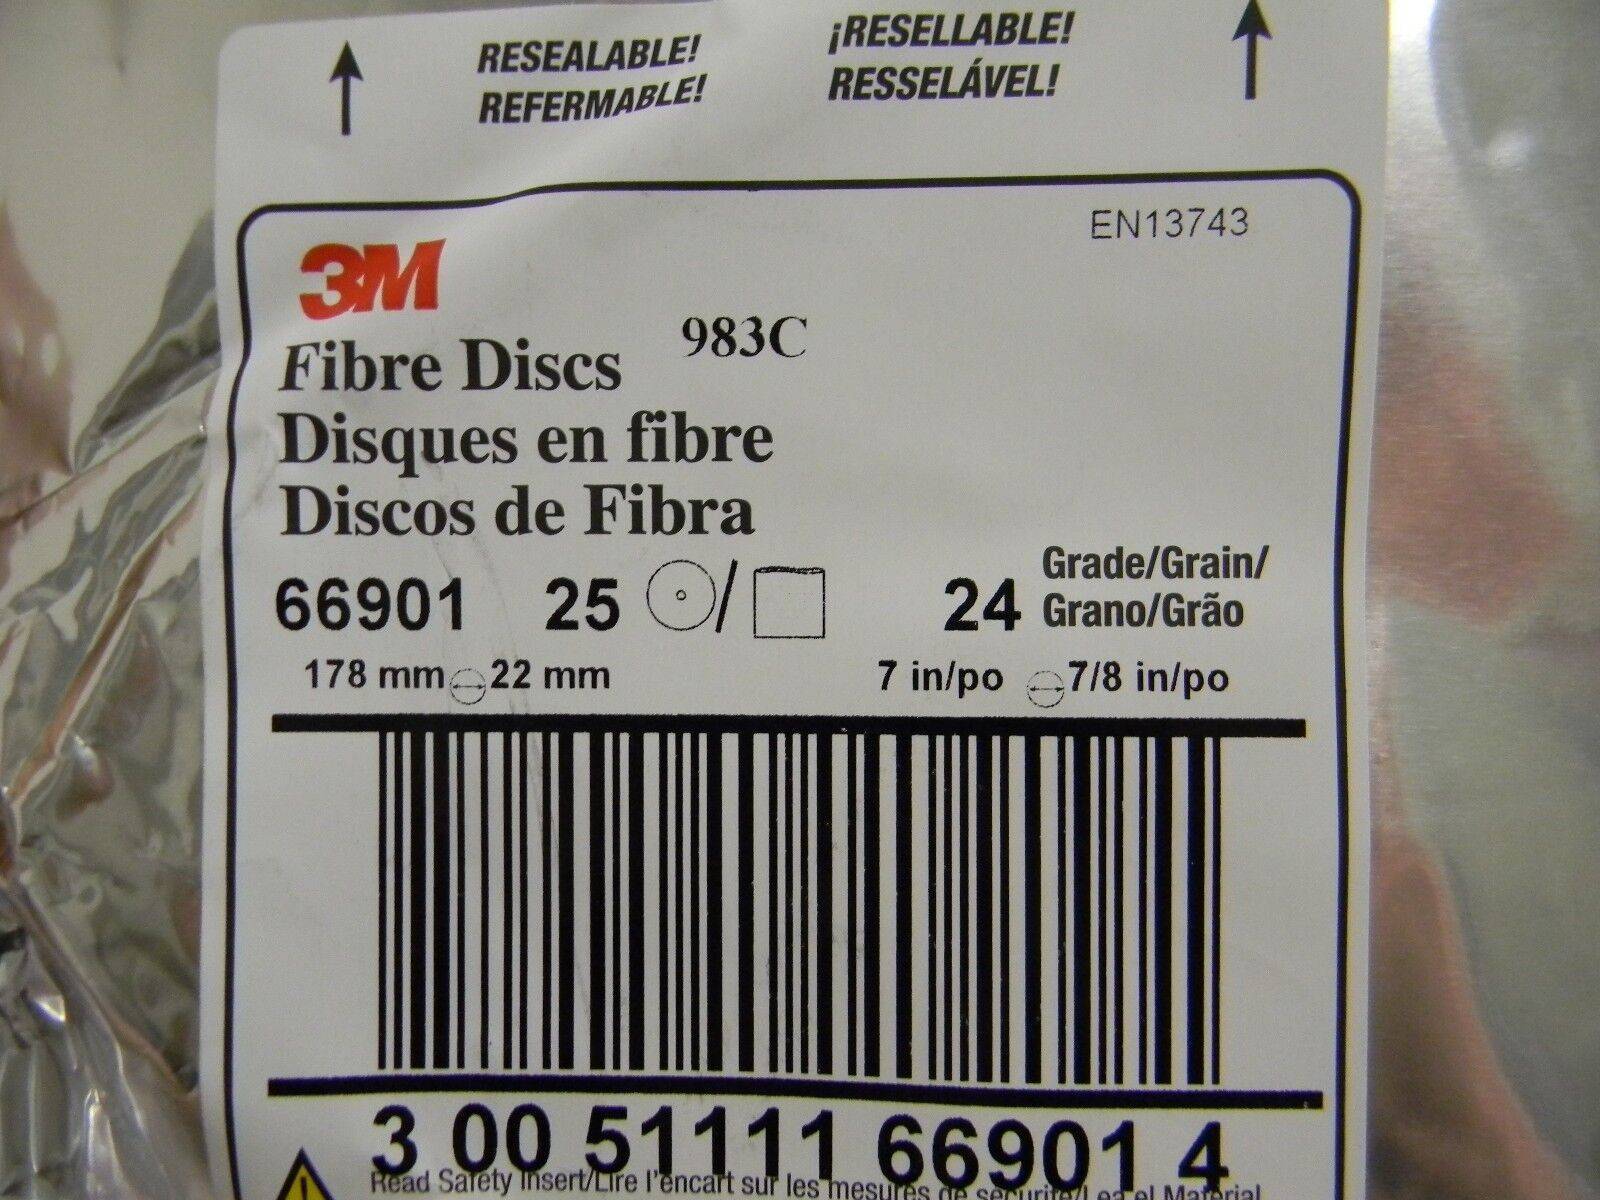 RESEALABLE!
REFERMABLE!
¡RESELLABLE!
RESSELÁVEL!
EN13743
3M
Fibre Discs 983C
Disques en fibre
Discos de Fibra
66901 25 / 24 Grade/Grain/
Grano/Grão
178 mm 22 mm 7 in/po 7/8 in/po
3 00 51111 66901 4
Read Safety Insert/Lire l'encart sur les mesures de sécurité/Lea el Material